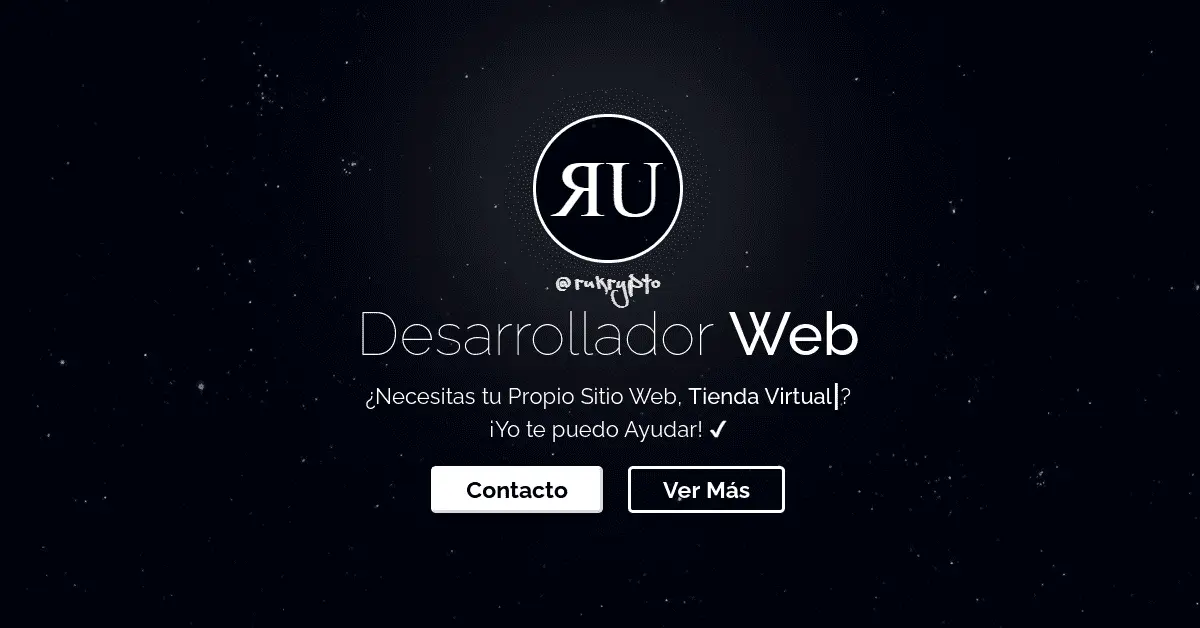 ЯU
@rukrypto
Desarrollador Web
¿Necesitas tu Propio Sitio Web, Tienda Virtual|?
¡Yo te puedo Ayudar! ✔
Contacto
Ver Más